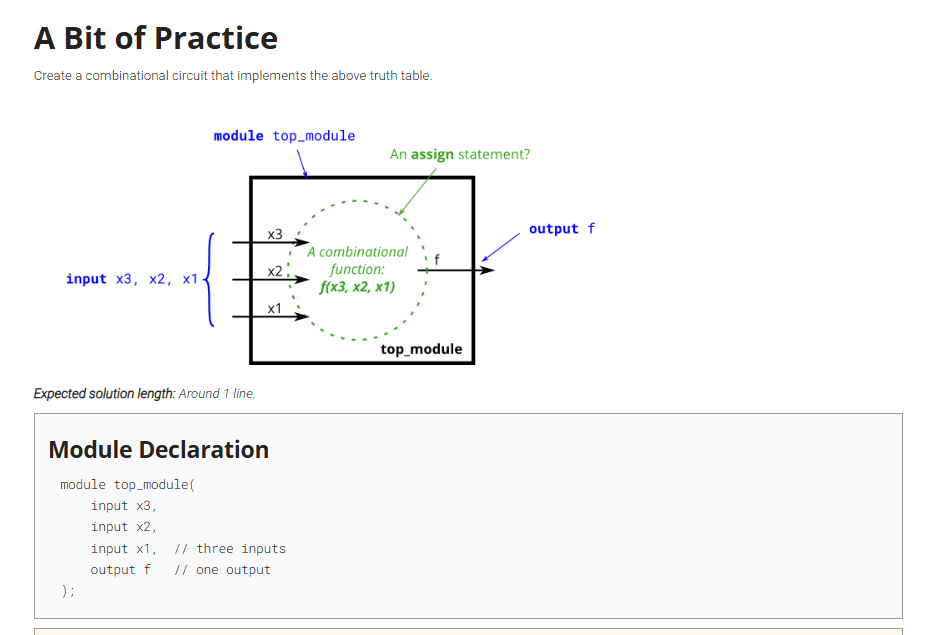 A Bit of Practice
Create a combinational circuit that implements the above truth table.
module top_module
An assign statement?
output f
input x3, x2, x1
x3
x2
x1
A combinational
function:
f(x3, x2, x1)
f
top_module
Expected solution length: Around 1 line.
Module Declaration
module top_module(
    input x3,
    input x2,
    input x1,  // three inputs
    output f   // one output
);